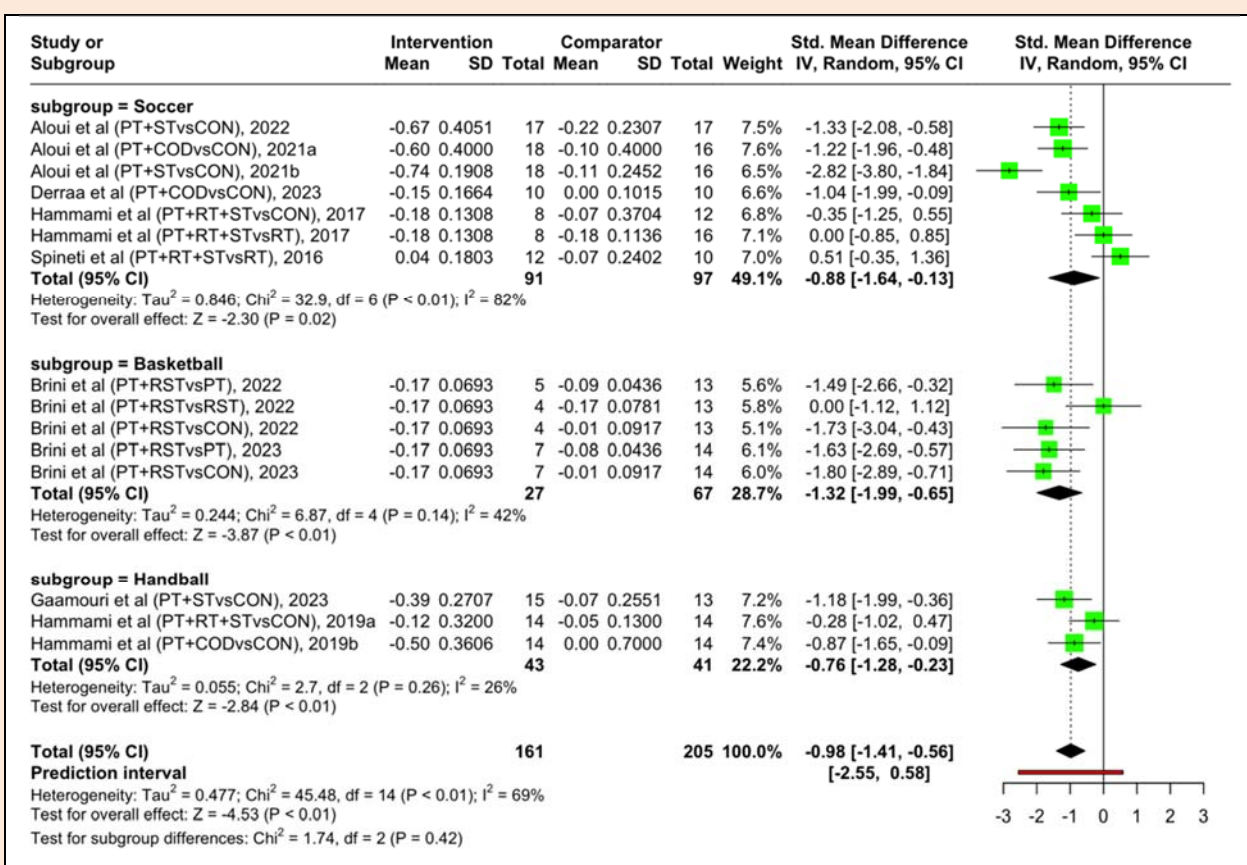 Study or Intervention Comparator Std. Mean Difference Std. Mean Difference
Subgroup Mean SD Total Mean SD Total Weight IV, Random, 95% CI IV, Random, 95% CI
subgroup = Soccer
Aloui et al (PT+STvsCON), 2022 -0.67 0.4051 17 -0.22 0.2307 17 7.5% -1.33 [-2.08, -0.58]
Aloui et al (PT+CODvsCON), 2021a -0.60 0.4000 18 -0.10 0.4000 16 7.6% -1.22 [-1.96, -0.48]
Aloui et al (PT+STvsCON), 2021b -0.74 0.1908 18 -0.11 0.2452 16 6.5% -2.82 [-3.80, -1.84]
Derraa et al (PT+CODvsCON), 2023 -0.15 0.1664 10 0.00 0.1015 10 6.6% -1.04 [-1.99, -0.09]
Hammami et al (PT+RT+STvsCON), 2017 -0.18 0.1308 8 -0.07 0.3704 12 6.8% -0.35 [-1.25, 0.55]
Hammami et al (PT+RT+STvsRT), 2017 -0.18 0.1308 8 -0.18 0.1136 16 7.1% 0.00 [-0.85, 0.85]
Spineti et al (PT+RT+STvsRT), 2016 0.04 0.1803 12 -0.07 0.2402 10 7.0% 0.51 [-0.35, 1.36]
Total (95% CI) 91 97 49.1% -0.88 [-1.64, -0.13]
Heterogeneity: Tau² = 0.846; Chi² = 32.9, df = 6 (P < 0.01); I² = 82%
Test for overall effect: Z = -2.30 (P = 0.02)
subgroup = Basketball
Brini et al (PT+RSTvsPT), 2022 -0.17 0.0693 5 -0.09 0.0436 13 5.6% -1.49 [-2.66, -0.32]
Brini et al (PT+RSTvsRST), 2022 -0.17 0.0693 4 -0.17 0.0781 13 5.8% 0.00 [-1.12, 1.12]
Brini et al (PT+RSTvsCON), 2022 -0.17 0.0693 4 -0.01 0.0917 13 5.1% -1.73 [-3.04, -0.43]
Brini et al (PT+RSTvsPT), 2023 -0.17 0.0693 7 -0.08 0.0436 14 6.1% -1.63 [-2.69, -0.57]
Brini et al (PT+RSTvsCON), 2023 -0.17 0.0693 7 -0.01 0.0917 14 6.0% -1.80 [-2.89, -0.71]
Total (95% CI) 27 67 28.7% -1.32 [-1.99, -0.65]
Heterogeneity: Tau² = 0.244; Chi² = 6.87, df = 4 (P = 0.14); I² = 42%
Test for overall effect: Z = -3.87 (P < 0.01)
subgroup = Handball
Gaamouri et al (PT+STvsCON), 2023 -0.39 0.2707 15 -0.07 0.2551 13 7.2% -1.18 [-1.99, -0.36]
Hammami et al (PT+RT+STvsCON), 2019a -0.12 0.3200 14 -0.05 0.1300 14 7.6% -0.28 [-1.02, 0.47]
Hammami et al (PT+CODvsCON), 2019b -0.50 0.3606 14 0.00 0.7000 14 7.4% -0.87 [-1.65, -0.09]
Total (95% CI) 43 41 22.2% -0.76 [-1.28, -0.23]
Heterogeneity: Tau² = 0.055; Chi² = 2.7, df = 2 (P = 0.26); I² = 26%
Test for overall effect: Z = -2.84 (P < 0.01)
Total (95% CI) 161 205 100.0% -0.98 [-1.41, -0.56]
Prediction interval [-2.55, 0.58]
Heterogeneity: Tau² = 0.477; Chi² = 45.48, df = 14 (P < 0.01); I² = 69%
Test for overall effect: Z = -4.53 (P < 0.01)
Test for subgroup differences: Chi² = 1.74, df = 2 (P = 0.42)
-3 -2 -1 0 1 2 3